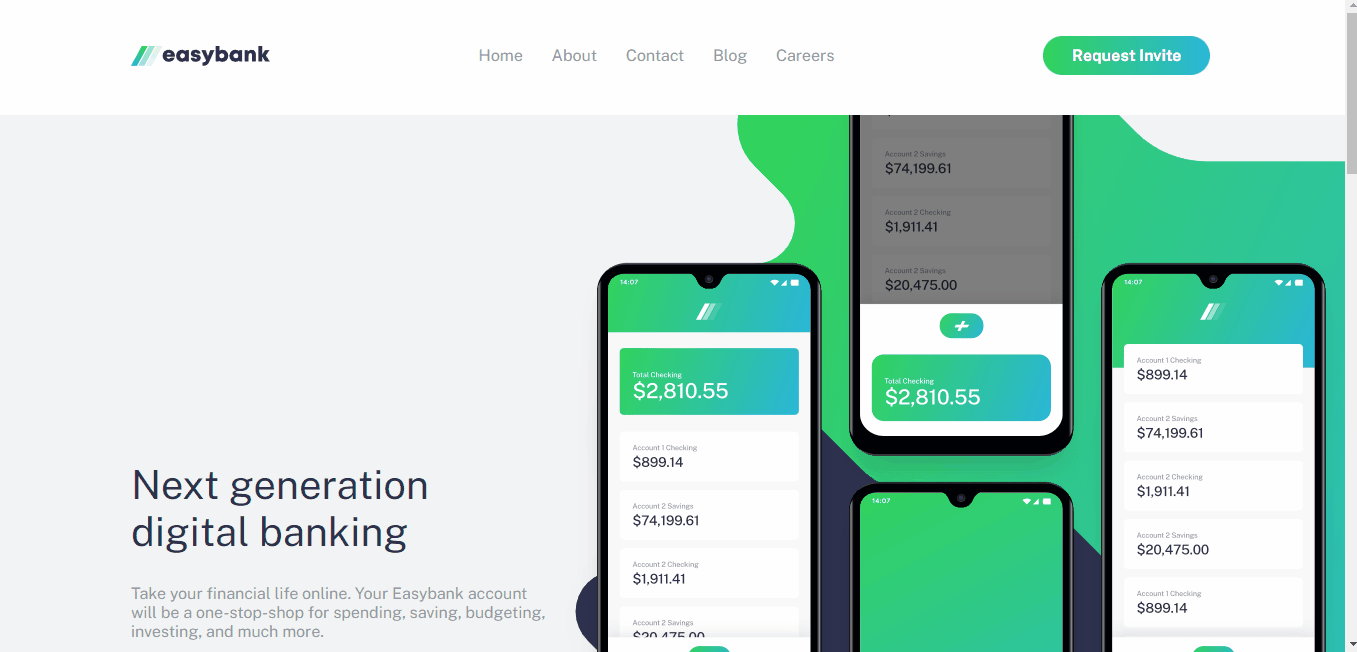 easybank
Home
About
Contact
Blog
Careers
Request Invite
Next generation
digital banking
Take your financial life online. Your Easybank account
will be a one-stop-shop for spending, saving, budgeting,
investing, and much more.
14:07
Total Checking
$2,810.55
Account 1 Checking
$899.14
Account 2 Savings
$74,199.61
Account 2 Checking
$1,911.41
Account 2 Savings
$20,475.00
Account 2 Savings
$74,199.61
Account 2 Checking
$1,911.41
Account 2 Savings
$20,475.00
Total Checking
$2,810.55
14:07
14:07
Account 1 Checking
$899.14
Account 2 Savings
$74,199.61
Account 2 Checking
$1,911.41
Account 2 Savings
$20,475.00
Account 1 Checking
$899.14